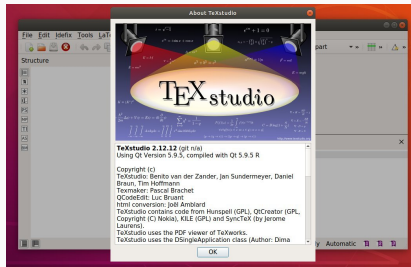 About TeXstudio
File Edit Idefix Tools LaTe
part
Structure
TEXstudio
TeXstudio 2.12.12 (git n/a)
Using Qt Version 5.9.5, compiled with Qt 5.9.5 R
Copyright (c)
TeXstudio: Benito van der Zander, Jan Sundermeyer, Daniel
Braun, Tim Hoffmann
Texmaker: Pascal Brachet
QCodeEdit: Luc Bruant
html conversion: Joël Amblard
TeXstudio contains code from Hunspell (GPL), QtCreator (GPL,
Copyright (C) Nokia), KILE (GPL) and SyncTeX (by Jerome
Laurens).
TeXstudio uses the PDF viewer of TeXworks.
TeXstudio uses the DSingleApplication class (Author: Dima
Automatic
OK